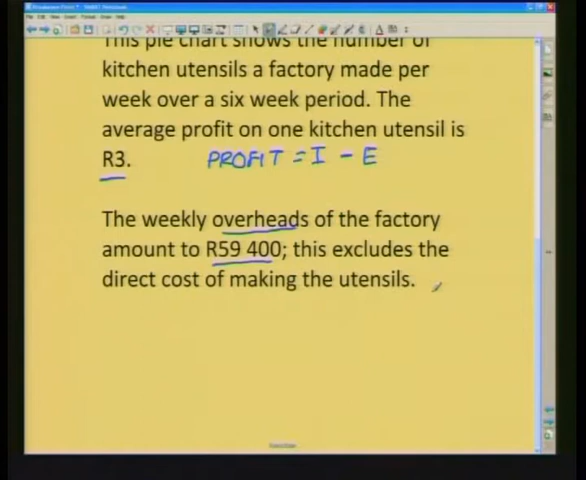 This pie chart shows the number of
kitchen utensils a factory made per
week over a six week period. The
average profit on one kitchen utensil is
R3. PROFIT = I - E
The weekly overheads of the factory
amount to R59 400; this excludes the
direct cost of making the utensils.